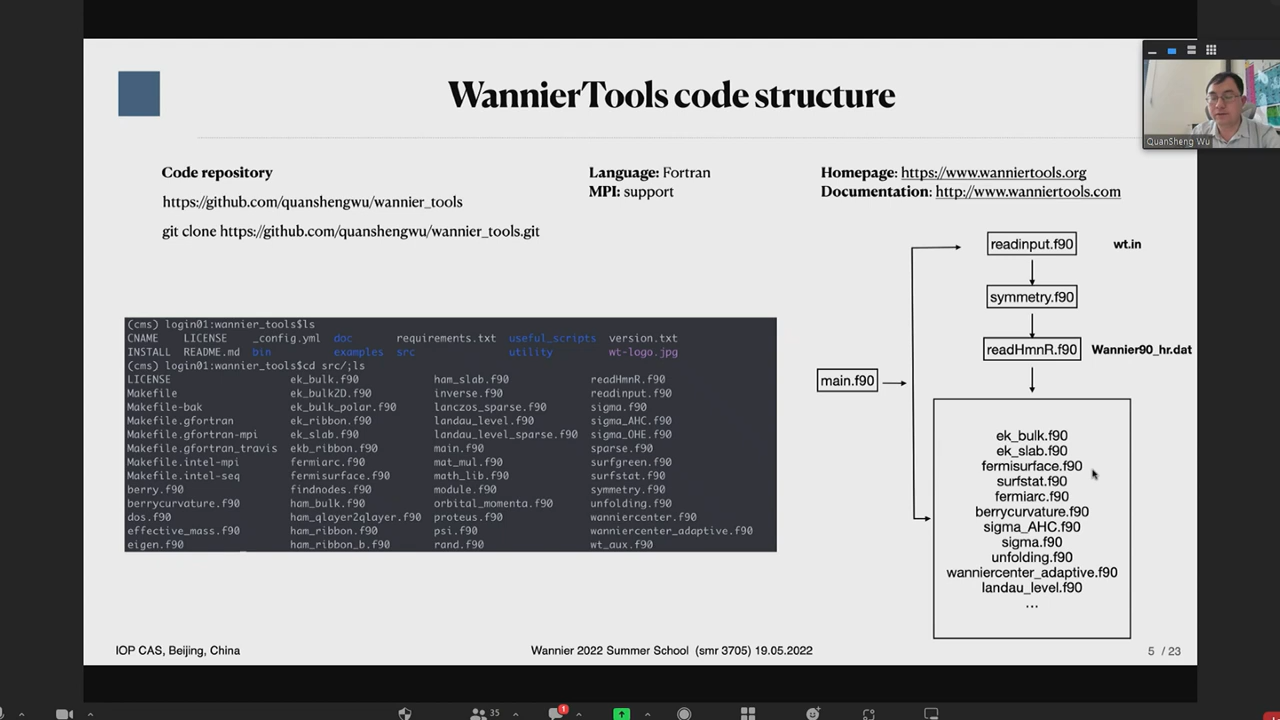 WannierTools code structure
QuanSheng Wu
Code repository
https://github.com/quanshengwu/wannier_tools
git clone https://github.com/quanshengwu/wannier_tools.git
Language: Fortran
MPI: support
Homepage: https://www.wanniertools.org
Documentation: http://www.wanniertools.com
(cms) login01:wannier_tools$ls
CNAME LICENSE _config.yml doc requirements.txt useful_scripts version.txt
INSTALL README.md bin examples src utility wt-logo.jpg
(cms) login01:wannier_tools$cd src/;ls
LICENSE ek_bulk.f90 ham_slab.f90 readHmnR.f90
Makefile ek_bulk2D.f90 inverse.f90 readinput.f90
Makefile-bak ek_bulk_polar.f90 lanczos_sparse.f90 sigma.f90
Makefile.gfortran ek_ribbon.f90 landau_level.f90 sigma_AHC.f90
Makefile.gfortran-mpi ek_slab.f90 landau_level_sparse.f90 sigma_OHE.f90
Makefile.gfortran_travis ekb_ribbon.f90 main.f90 sparse.f90
Makefile.intel-mpi fermiarc.f90 mat_mul.f90 surfgreen.f90
Makefile.intel-seq fermisurface.f90 math_lib.f90 surfstat.f90
berry.f90 findnodes.f90 module.f90 symmetry.f90
berrycurvature.f90 ham_bulk.f90 orbital_momenta.f90 unfolding.f90
dos.f90 ham_qlayer2qlayer.f90 proteus.f90 wanniercenter.f90
effective_mass.f90 ham_ribbon.f90 psi.f90 wanniercenter_adaptive.f90
eigen.f90 ham_ribbon_b.f90 rand.f90 wt_aux.f90
readinput.f90 wt.in
symmetry.f90
readHmnR.f90 Wannier90_hr.dat
main.f90
ek_bulk.f90
ek_slab.f90
fermisurface.f90
surfstat.f90
fermiarc.f90
berrycurvature.f90
sigma_AHC.f90
sigma.f90
unfolding.f90
wanniercenter_adaptive.f90
landau_level.f90
...
IOP CAS, Beijing, China
Wannier 2022 Summer School (smr 3705) 19.05.2022
5 / 23
35
1